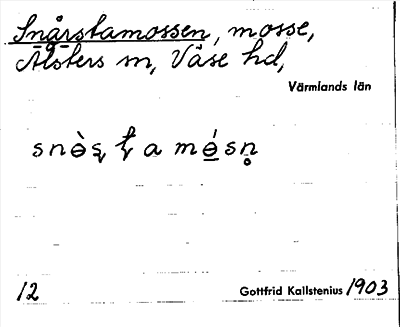 Snårstamossen, mosse,
Älsters sn, Väse hd,
Värmlands län
12
Gottfrid Kallstenius 1903